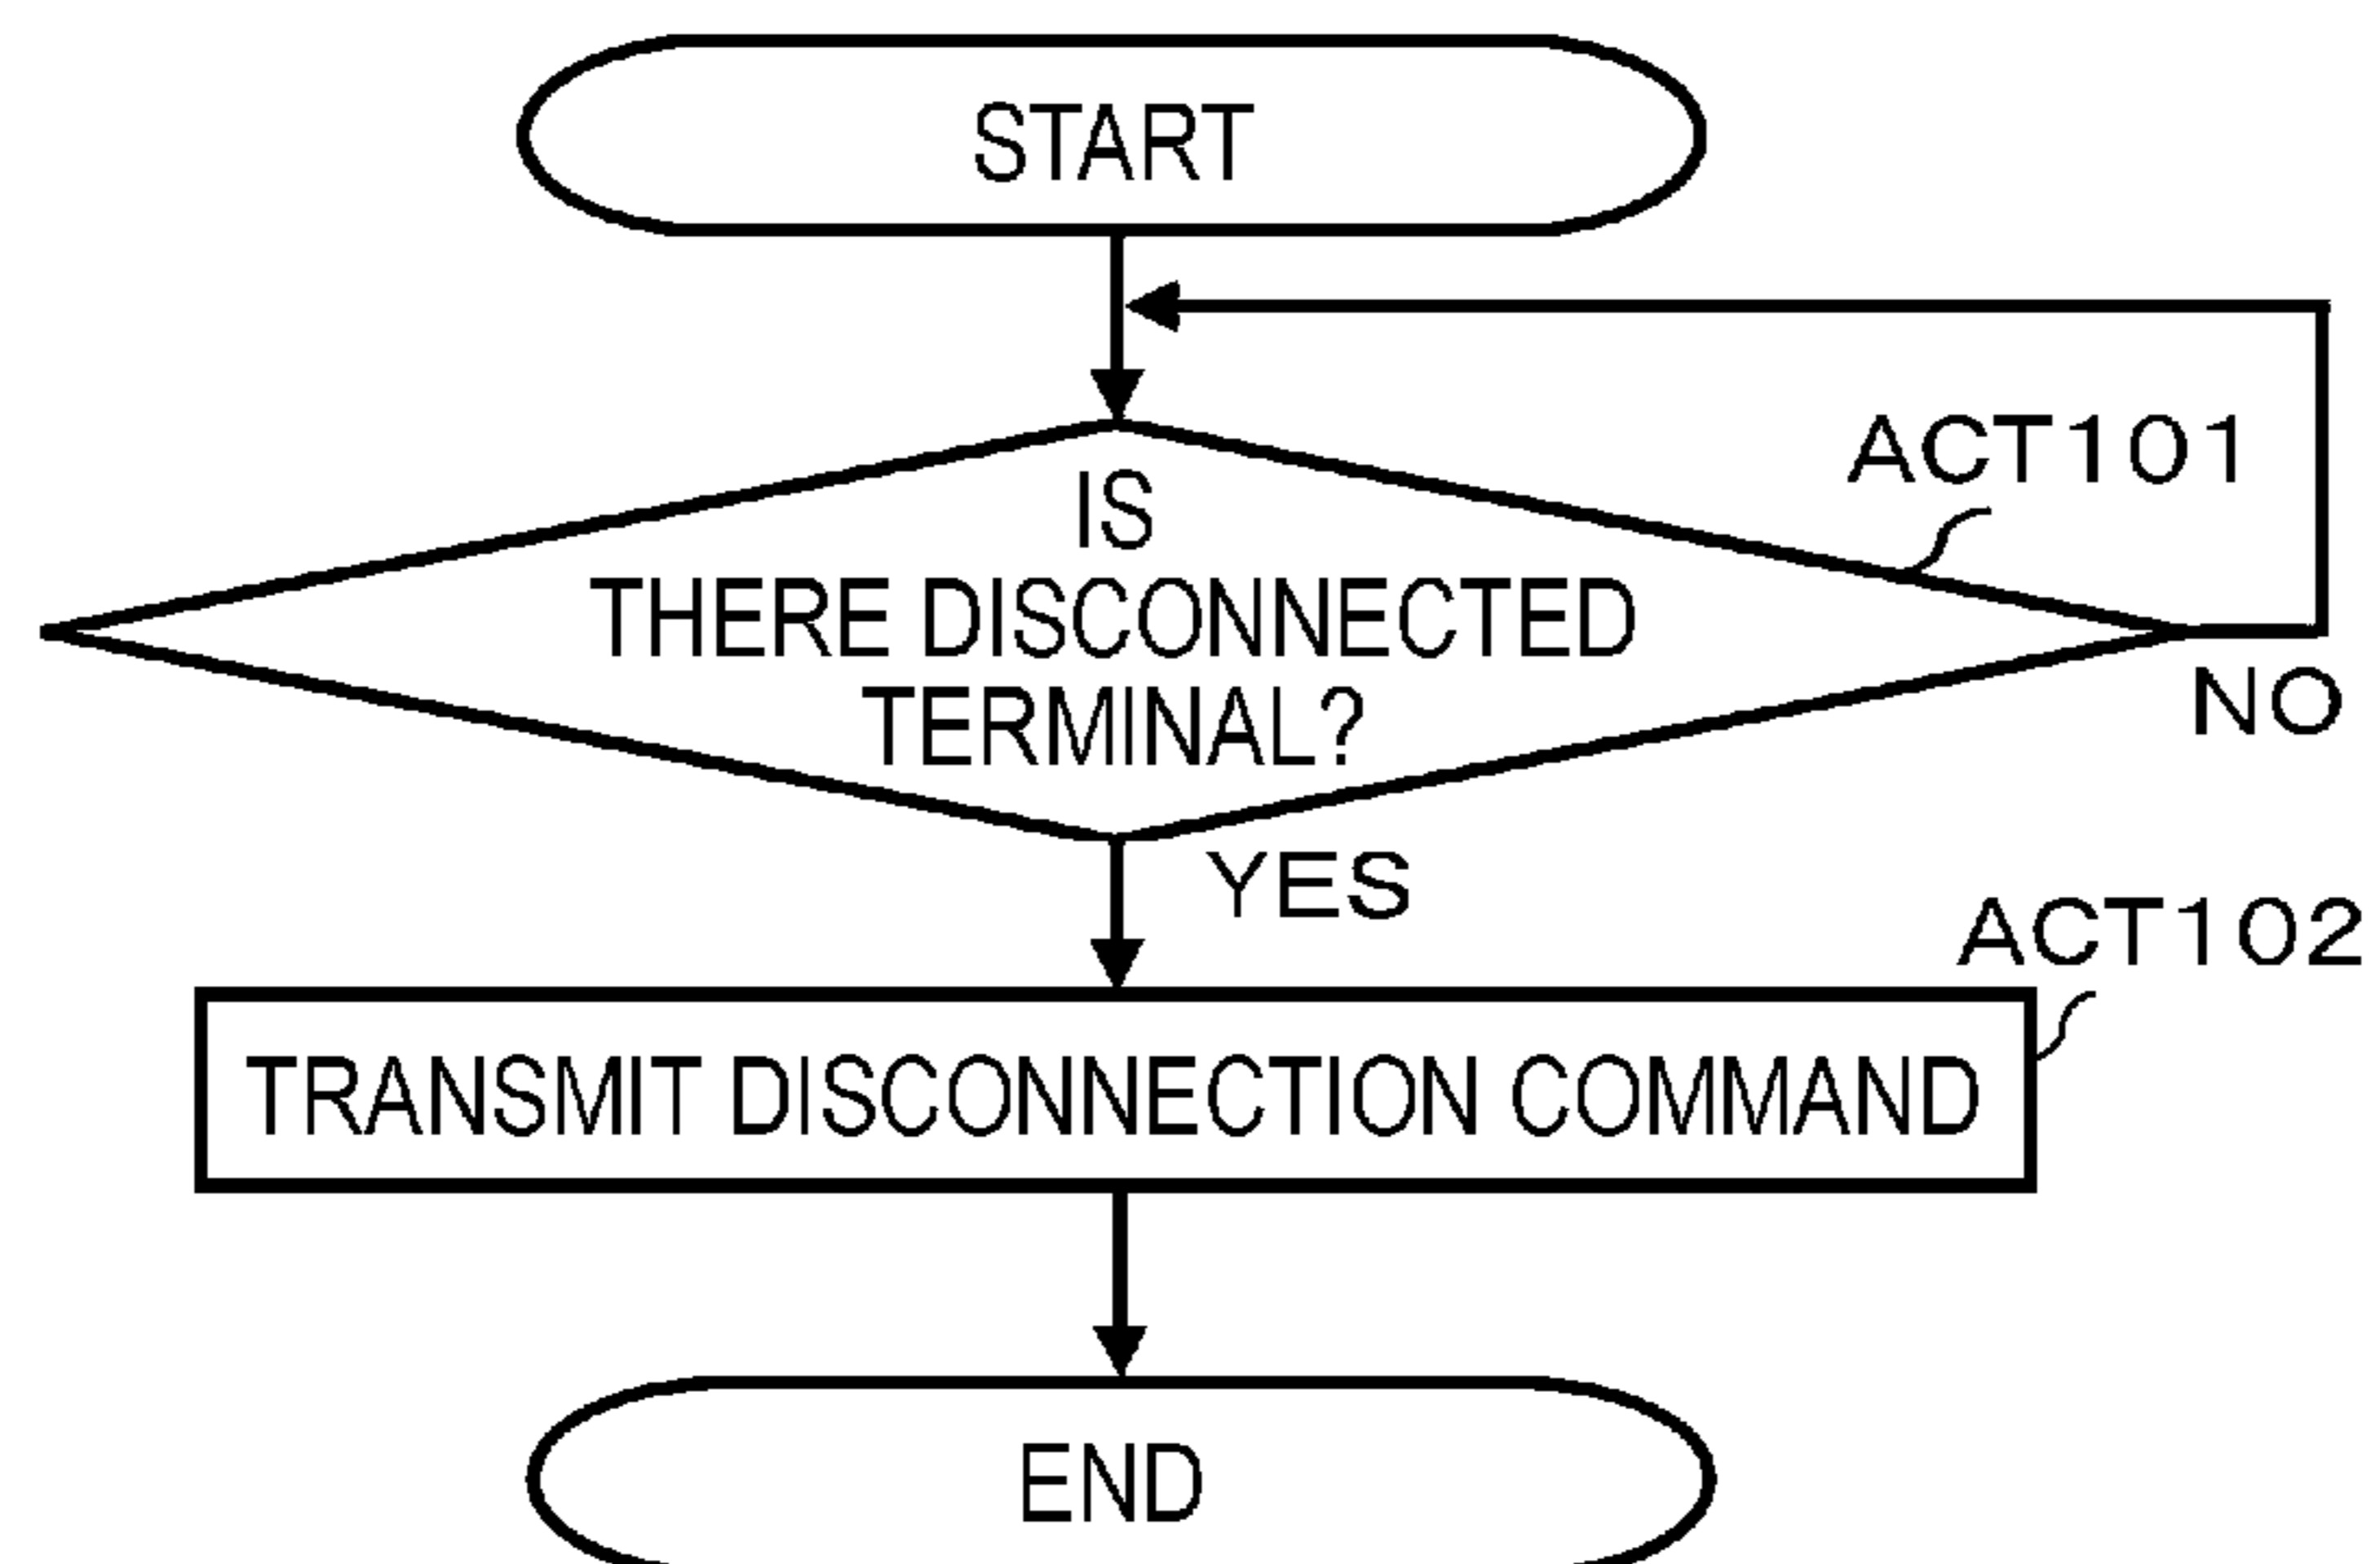 START
ACT101
IS
THERE DISCONNECTED
TERMINAL?
NO
YES
ACT102
TRANSMIT DISCONNECTION COMMAND
END